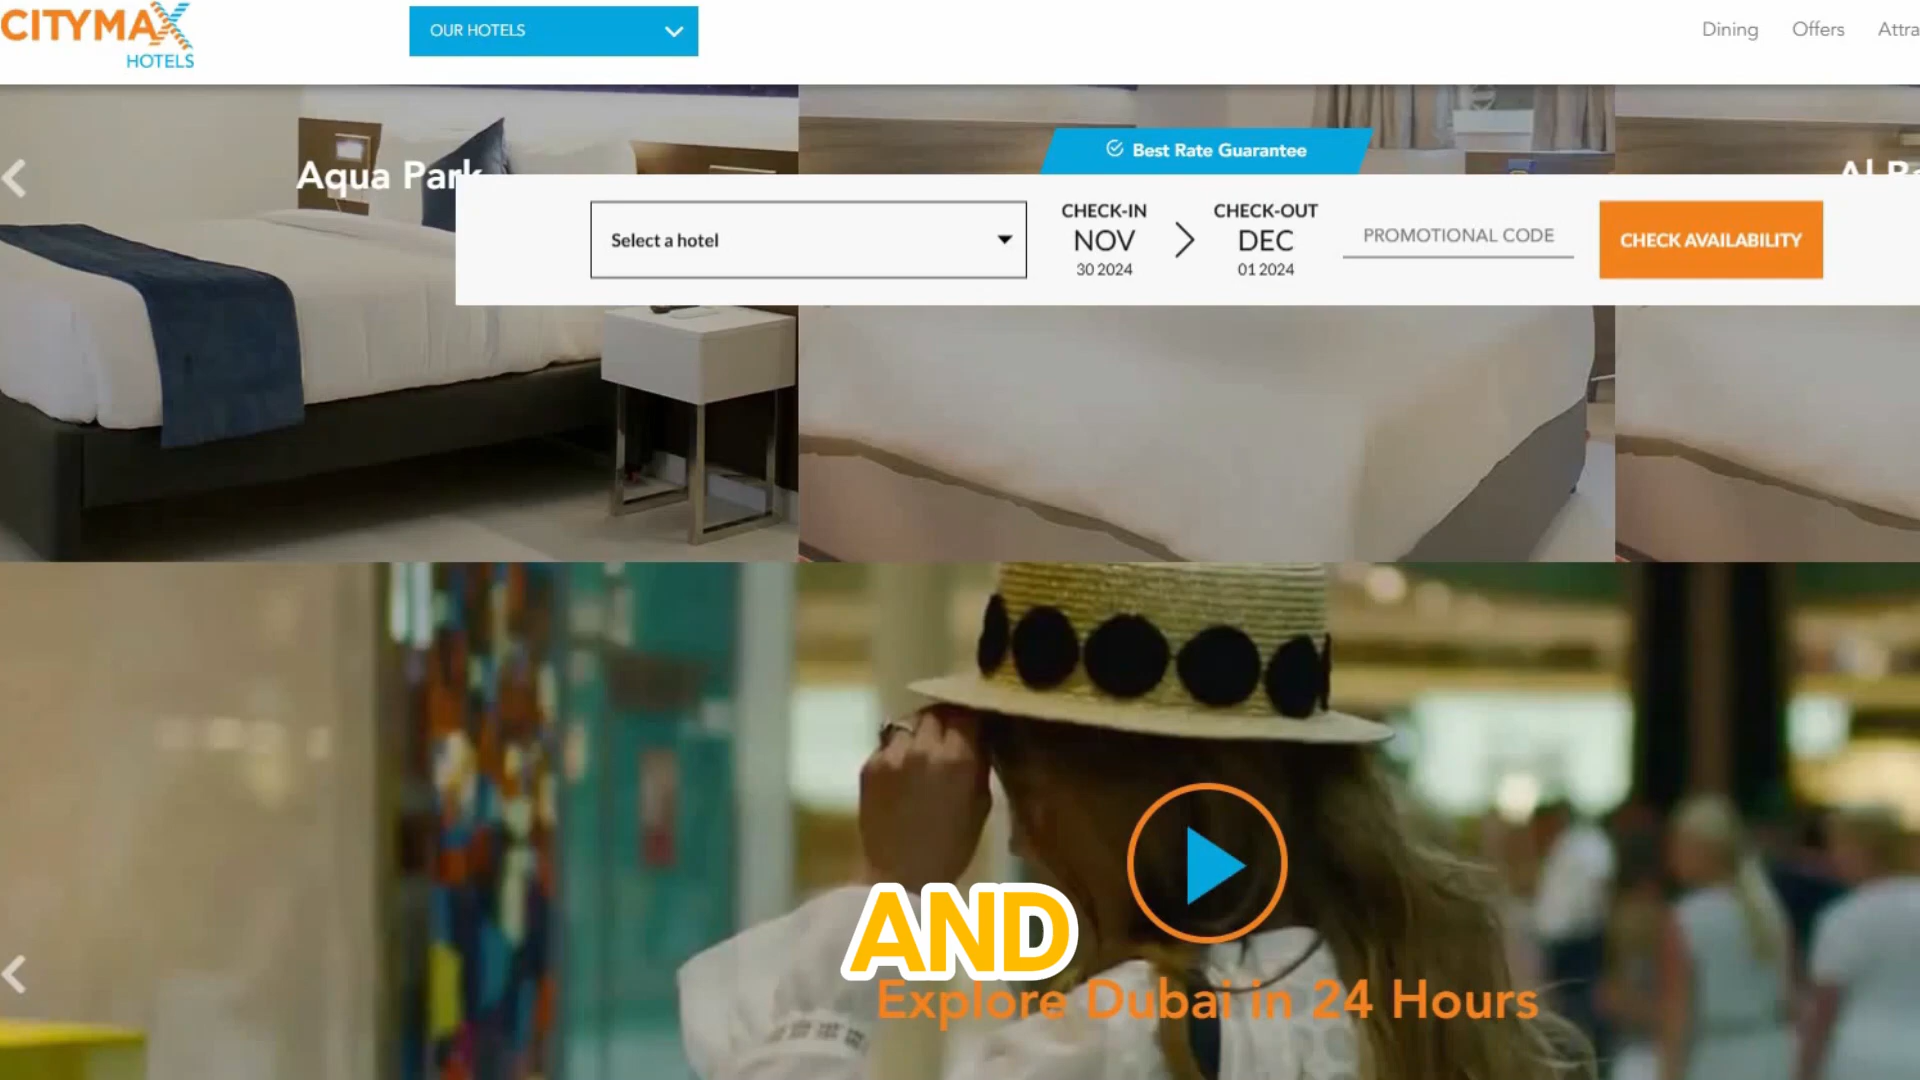 CITYMAX
HOTELS
OUR HOTELS
Dining
Offers
Best Rate Guarantee
Aqua Park
Select a hotel
CHECK-IN
NOV
30 2024
CHECK-OUT
DEC
01 2024
PROMOTIONAL CODE
CHECK AVAILABILITY
AND
Explore Dubai in 24 Hours